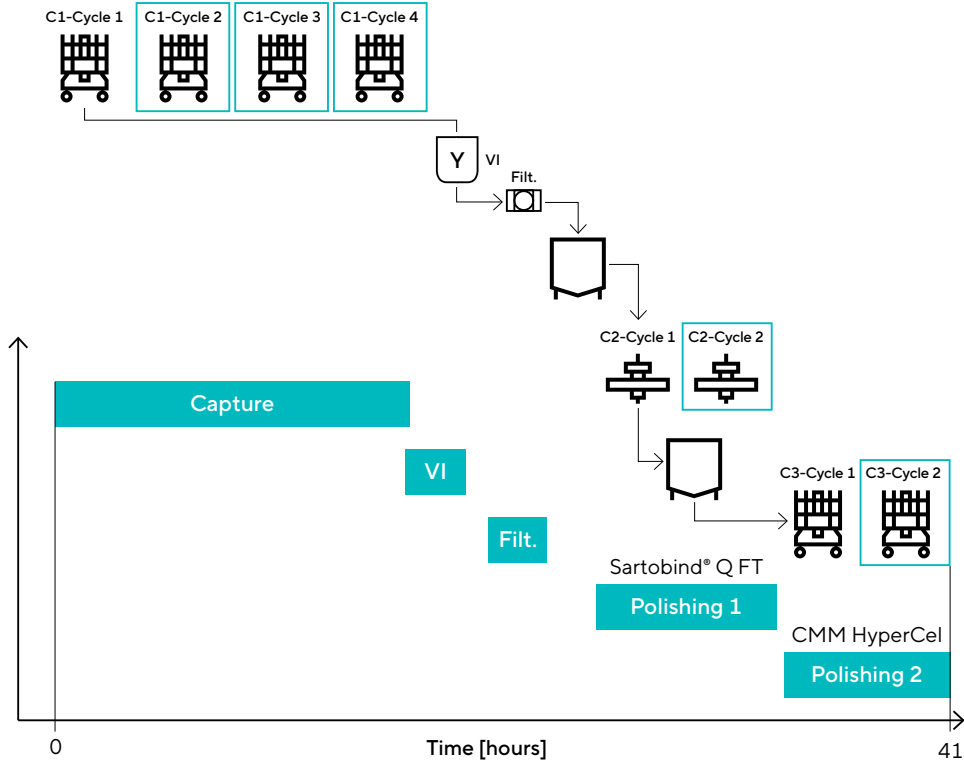 C1-Cycle 1
C1-Cycle 2
C1-Cycle 3
C1-Cycle 4
Y
VI
Filt.
C2-Cycle 1
C2-Cycle 2
Capture
VI
C3-Cycle 1
C3-Cycle 2
Filt.
Sartobind® Q FT
Polishing 1
CMM HyperCel
Polishing 2
0
Time [hours]
41